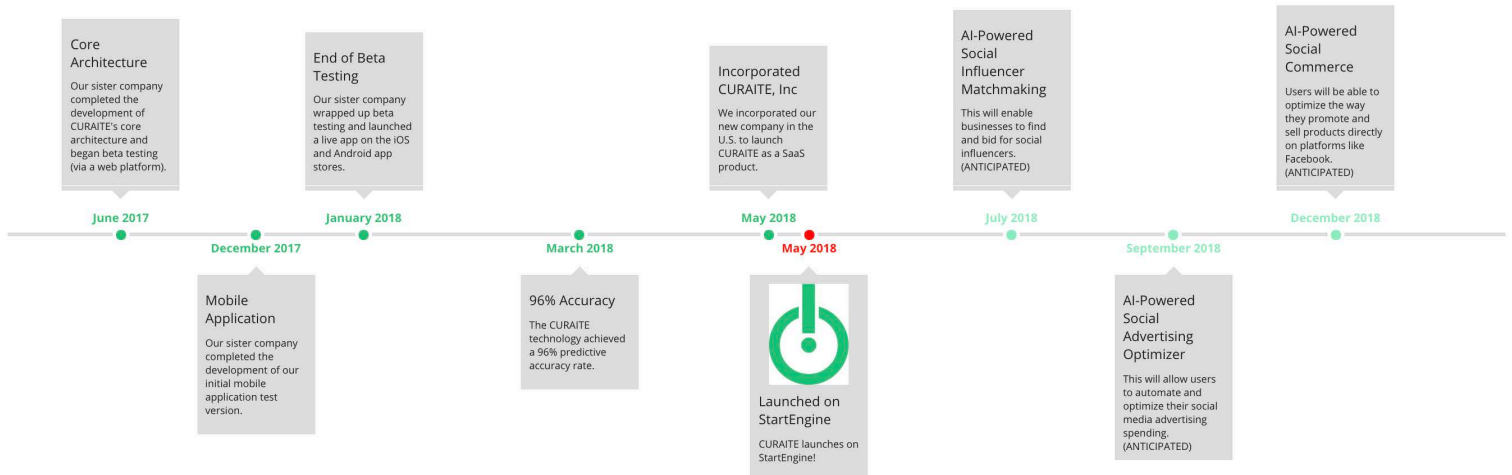 Core
Architecture
Our sister company
completed the
development of
CURAITE's core
architecture and
began beta testing
(via a web platform).
June 2017
December 2017
Mobile
Application
Our sister company
completed the
development of our
initial mobile
application test
version.
End of Beta
Testing
Our sister company
wrapped up beta
testing and launched
a live app on the iOS
and Android app
stores.
January 2018
March 2018
96% Accuracy
The CURAITE
technology achieved
a 96% predictive
accuracy rate.
Incorporated
CURAITE, Inc
We incorporated our
new company in the
U.S. to launch
CURAITE as a SaaS
product.
May 2018
May 2018
Launched on
StartEngine
CURAITE launches on
StartEngine!
AI-Powered
Social
Influencer
Matchmaking
This will enable
businesses to find
and bid for social
influencers.
(ANTICIPATED)
July 2018
September 2018
AI-Powered
Social
Advertising
Optimizer
This will allow users
to automate and
optimize their social
media advertising
spending.
(ANTICIPATED)
AI-Powered
Social
Commerce
Users will be able to
optimize the way
they promote and
sell products directly
on platforms like
Facebook.
(ANTICIPATED)
December 2018